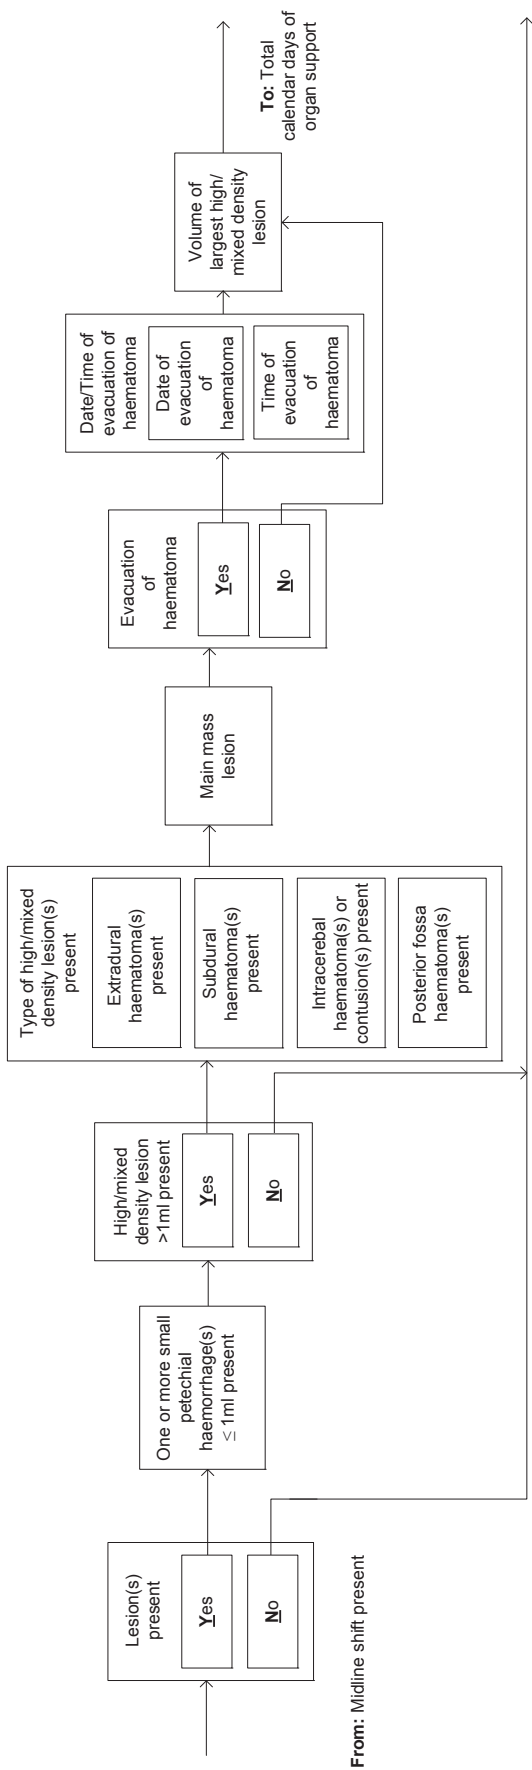 From: Midline shift present
Lesion(s)
present
Yes
No
One or more small
petechial
haemorrhage(s)
≤ 1ml present
High/mixed
density lesion
>1ml present
Yes
No
Type of high/mixed
density lesion(s)
present
Extradural
haematoma(s)
present
Subdural
haematoma(s)
present
Intracerebral
haematoma(s) or
contusion(s) present
Posterior fossa
haematoma(s)
present
Main mass
lesion
Evacuation
of
haematoma
Yes
No
Date/Time of
evacuation of
haematoma
Date of
evacuation
of
haematoma
Time of
evacuation
of
haematoma
Volume of
largest high/
mixed density
lesion
To: Total
calendar days of
organ support